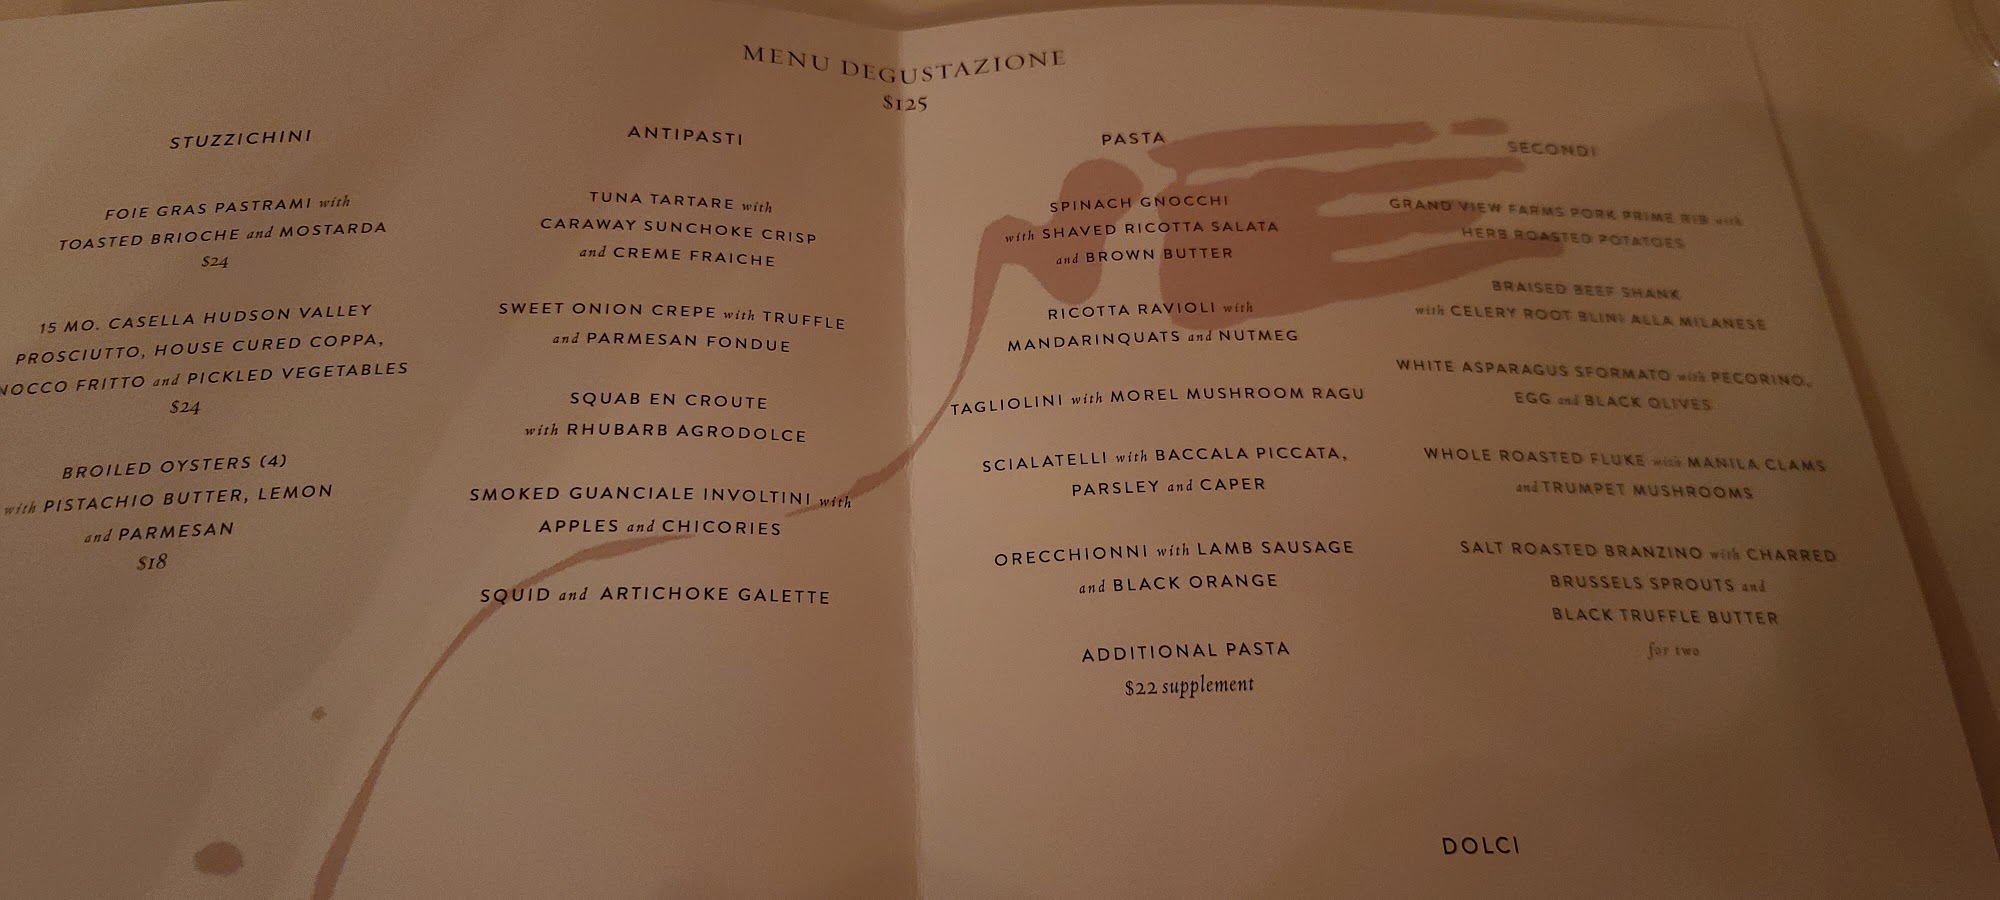 MENU DEGUSTAZIONE
$125
STUZZICHINI
FOIE GRAS PASTRAMI with
TOASTED BRIOCHE and MOSTARDA
$24
15 MO. CASELLA HUDSON VALLEY
PROSCIUTTO, HOUSE CURED COPPA,
NOCCO FRITTO and PICKLED VEGETABLES
$24
BROILED OYSTERS (4)
with PISTACHIO BUTTER, LEMON
and PARMESAN
$18
ANTIPASTI
TUNA TARTARE with
CARAWAY SUNCHOKE CRISP
and CREME FRAICHE
SWEET ONION CREPE with TRUFFLE
and PARMESAN FONDUE
SQUAB EN CROUTE
with RHUBARB AGRODOLCE
SMOKED GUANCIALE INVOLTINI with
APPLES and CHICORIES
SQUID and ARTICHOKE GALETTE
PASTA
SPINACH GNOCCHI
with SHAVED RICOTTA SALATA
and BROWN BUTTER
RICOTTA RAVIOLI with
MANDARINQUATS and NUTMEG
TAGLIOLINI with MOREL MUSHROOM RAGU
SCIALATELLI with BACCALA PICCATA,
PARSLEY and CAPER
ORECCHIONNI with LAMB SAUSAGE
and BLACK ORANGE
ADDITIONAL PASTA
$22 supplement
SECONDI
GRAND VIEW FARMS PORK PRIME RIB with
HERB ROASTED POTATOES
BRAISED BEEF SHANK
with CELERY ROOT BLINI ALLA MILANESE
WHITE ASPARAGUS SFORMATO with PECORINO,
EGG and BLACK OLIVES
WHOLE ROASTED FLUKE with MANILA CLAMS
and TRUMPET MUSHROOMS
SALT ROASTED BRANZINO with CHARRED
BRUSSELS SPROUTS and
BLACK TRUFFLE BUTTER
for two
DOLCI